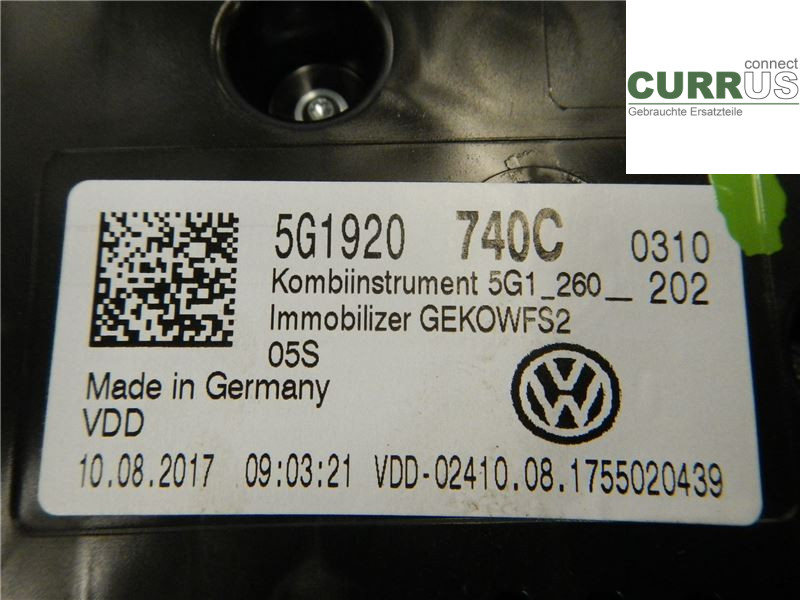 connect
CURRUS
Gebrauchte Ersatzteile
5G1920 740C 0310
Kombiinstrument 5G1_260__ 202
Immobilizer GEKOWFS2
05S
Made in Germany
VDD
10.08.2017 09:03:21 VDD-02410.08.1755020439